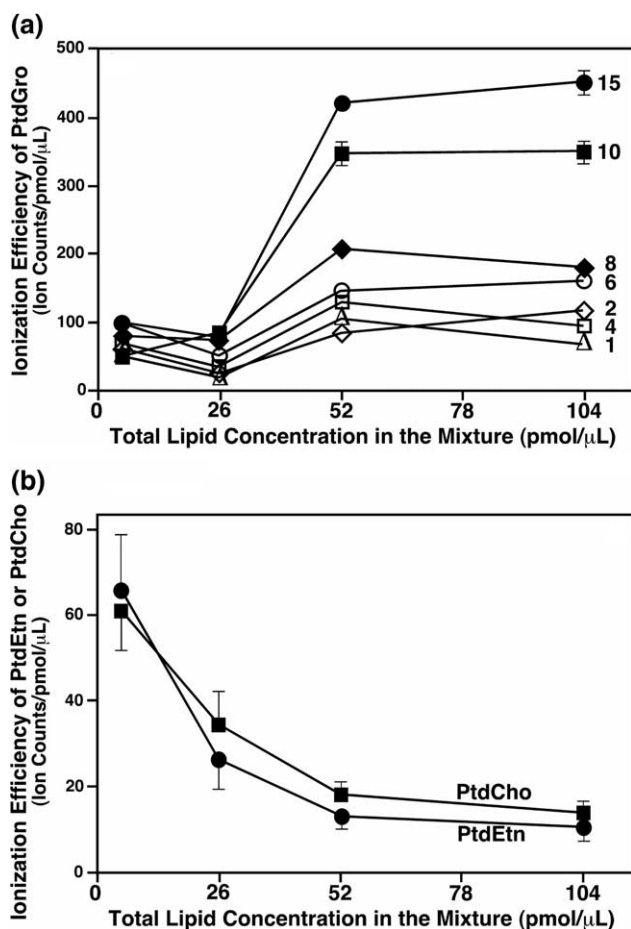 (a)
Ionization Efficiency of PtdGro
(Ion Counts/pmol/μL)
500
400
300
200
100
0
15
10
8
6
2
4
1
0
26
52
78
104
Total Lipid Concentration in the Mixture (pmol/μL)
(b)
Ionization Efficiency of PtdEtn or PtdCho
(Ion Counts/pmol/μL)
80
60
40
20
0
PtdCho
PtdEtn
0
26
52
78
104
Total Lipid Concentration in the Mixture (pmol/μL)